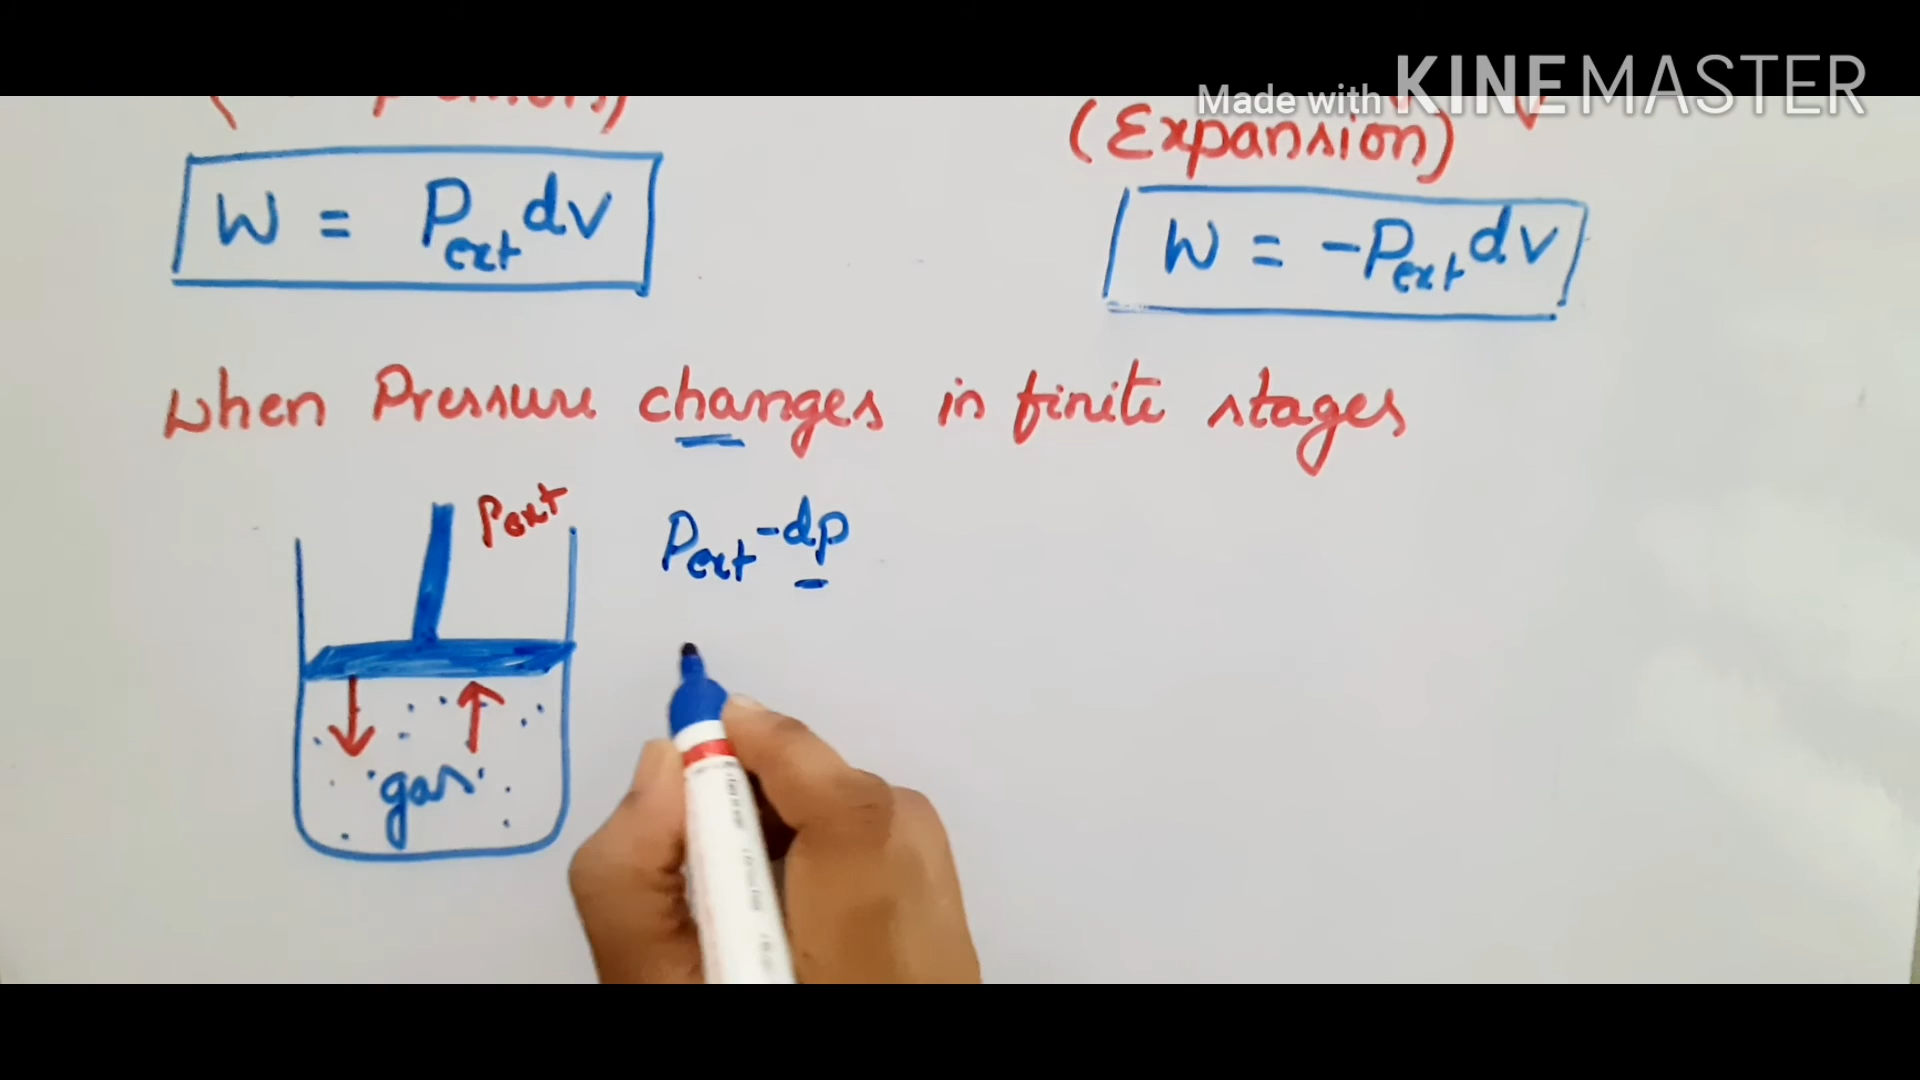 Made with KINEMASTER
(Expansion)
W = Pext dv
W = -Pext dv
When Pressure changes in finite stages
Pext
Pext -dp
gas